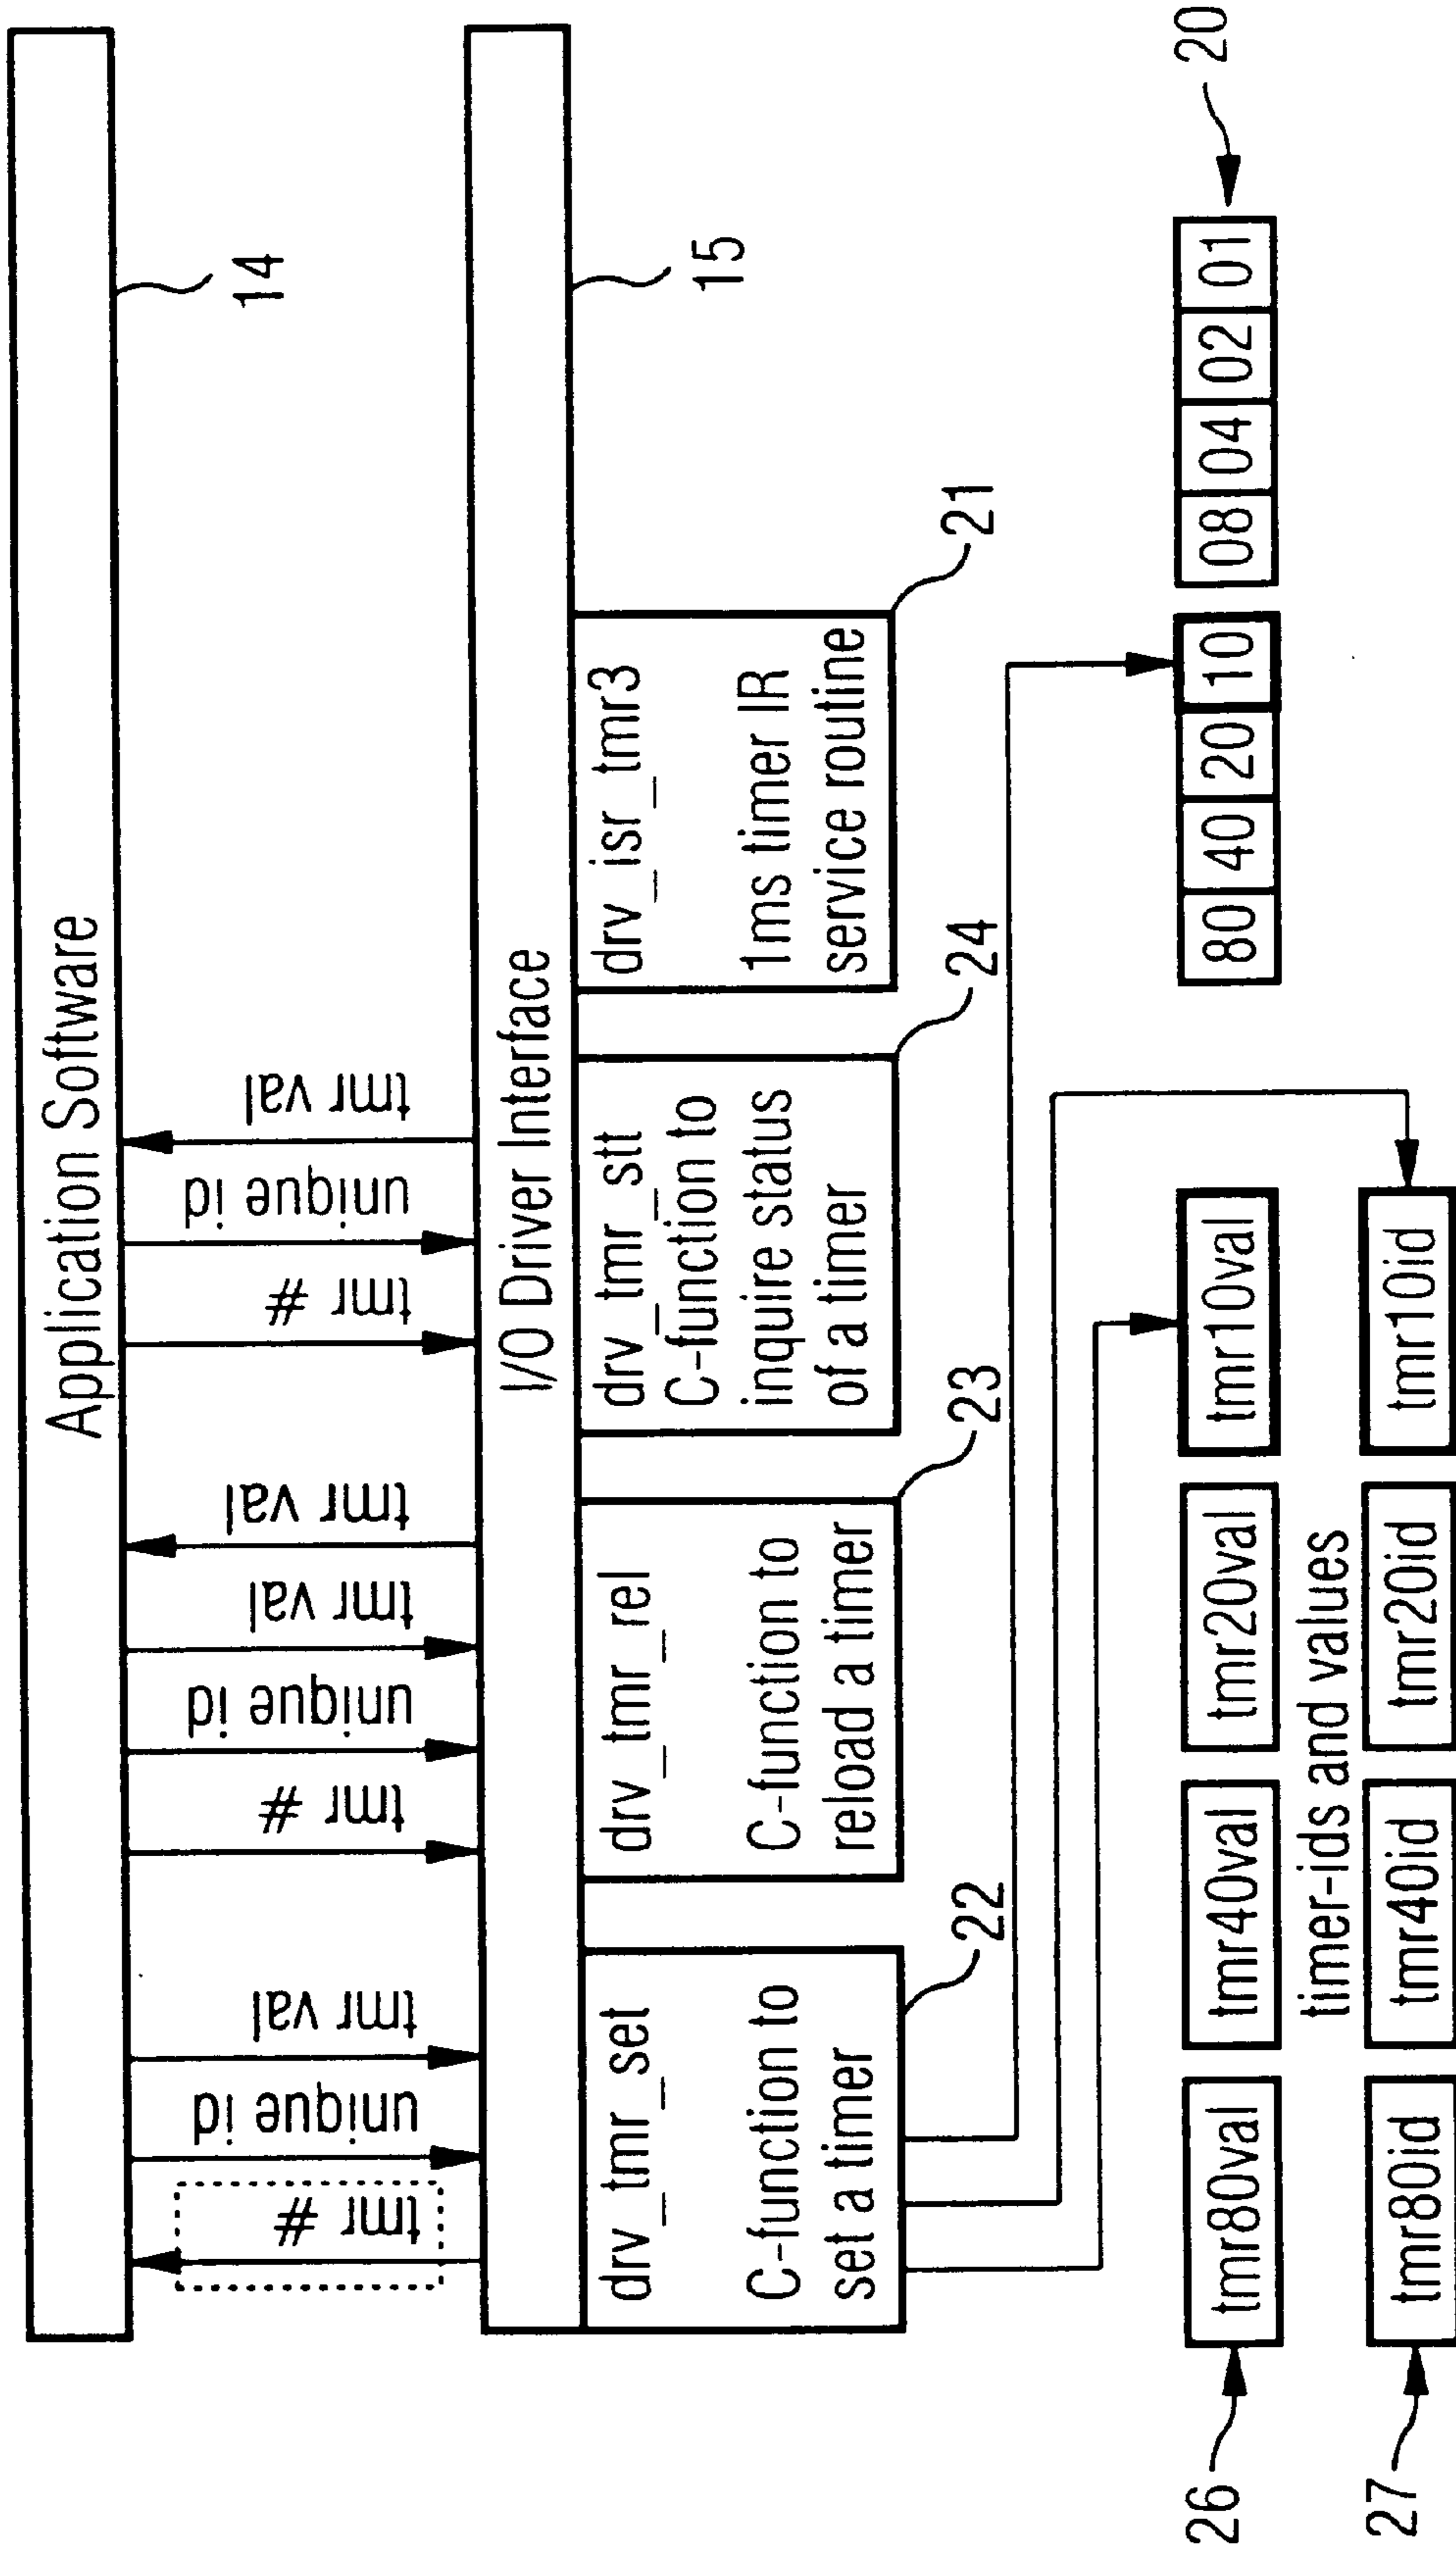 Application Software
14
tmr #
unique id
tmr val
tmr #
unique id
tmr val
tmr val
tmr #
unique id
tmr val
I/O Driver Interface
15
drv_tmr_set
C-function to
set a timer
22
drv_tmr_rel
C-function to
reload a timer
23
drv_tmr_stt
C-function to
inquire status
of a timer
24
drv_isr_tmr3
1ms timer IR
service routine
21
26
tmr80val
tmr40val
tmr20val
tmr10val
80 40 20 10 08 04 02 01
20
timer-ids and values
27
tmr80id
tmr40id
tmr20id
tmr10id